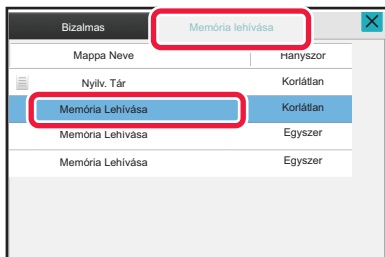 Bizalmas Memória lehívása
Mappa Neve Hányszor
Nyilv. Tár Korlátlan
Memória Lehívása Korlátlan
Memória Lehívása Egyszer
Memória Lehívása Egyszer